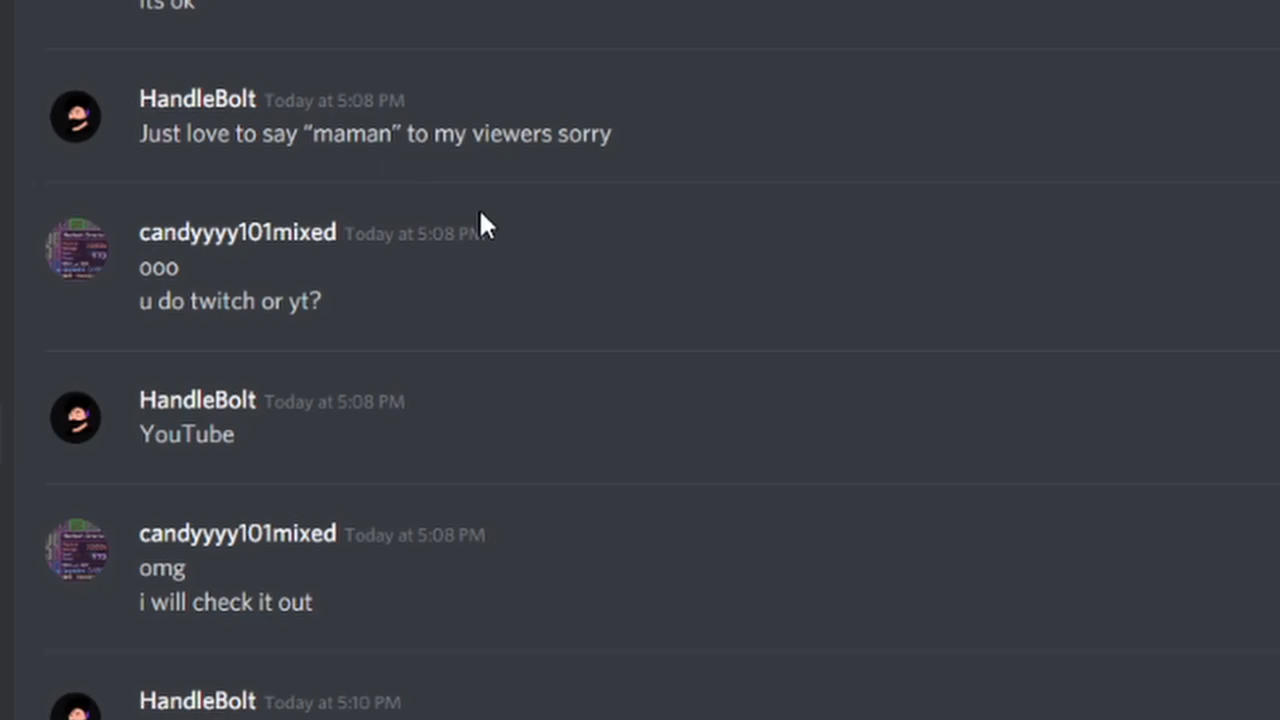 its ok
HandleBolt Today at 5:08 PM
Just love to say “maman” to my viewers sorry
candyyyy101mixed Today at 5:08 PM
ooo
u do twitch or yt?
HandleBolt Today at 5:08 PM
YouTube
candyyyy101mixed Today at 5:08 PM
omg
i will check it out
HandleBolt Today at 5:10 PM